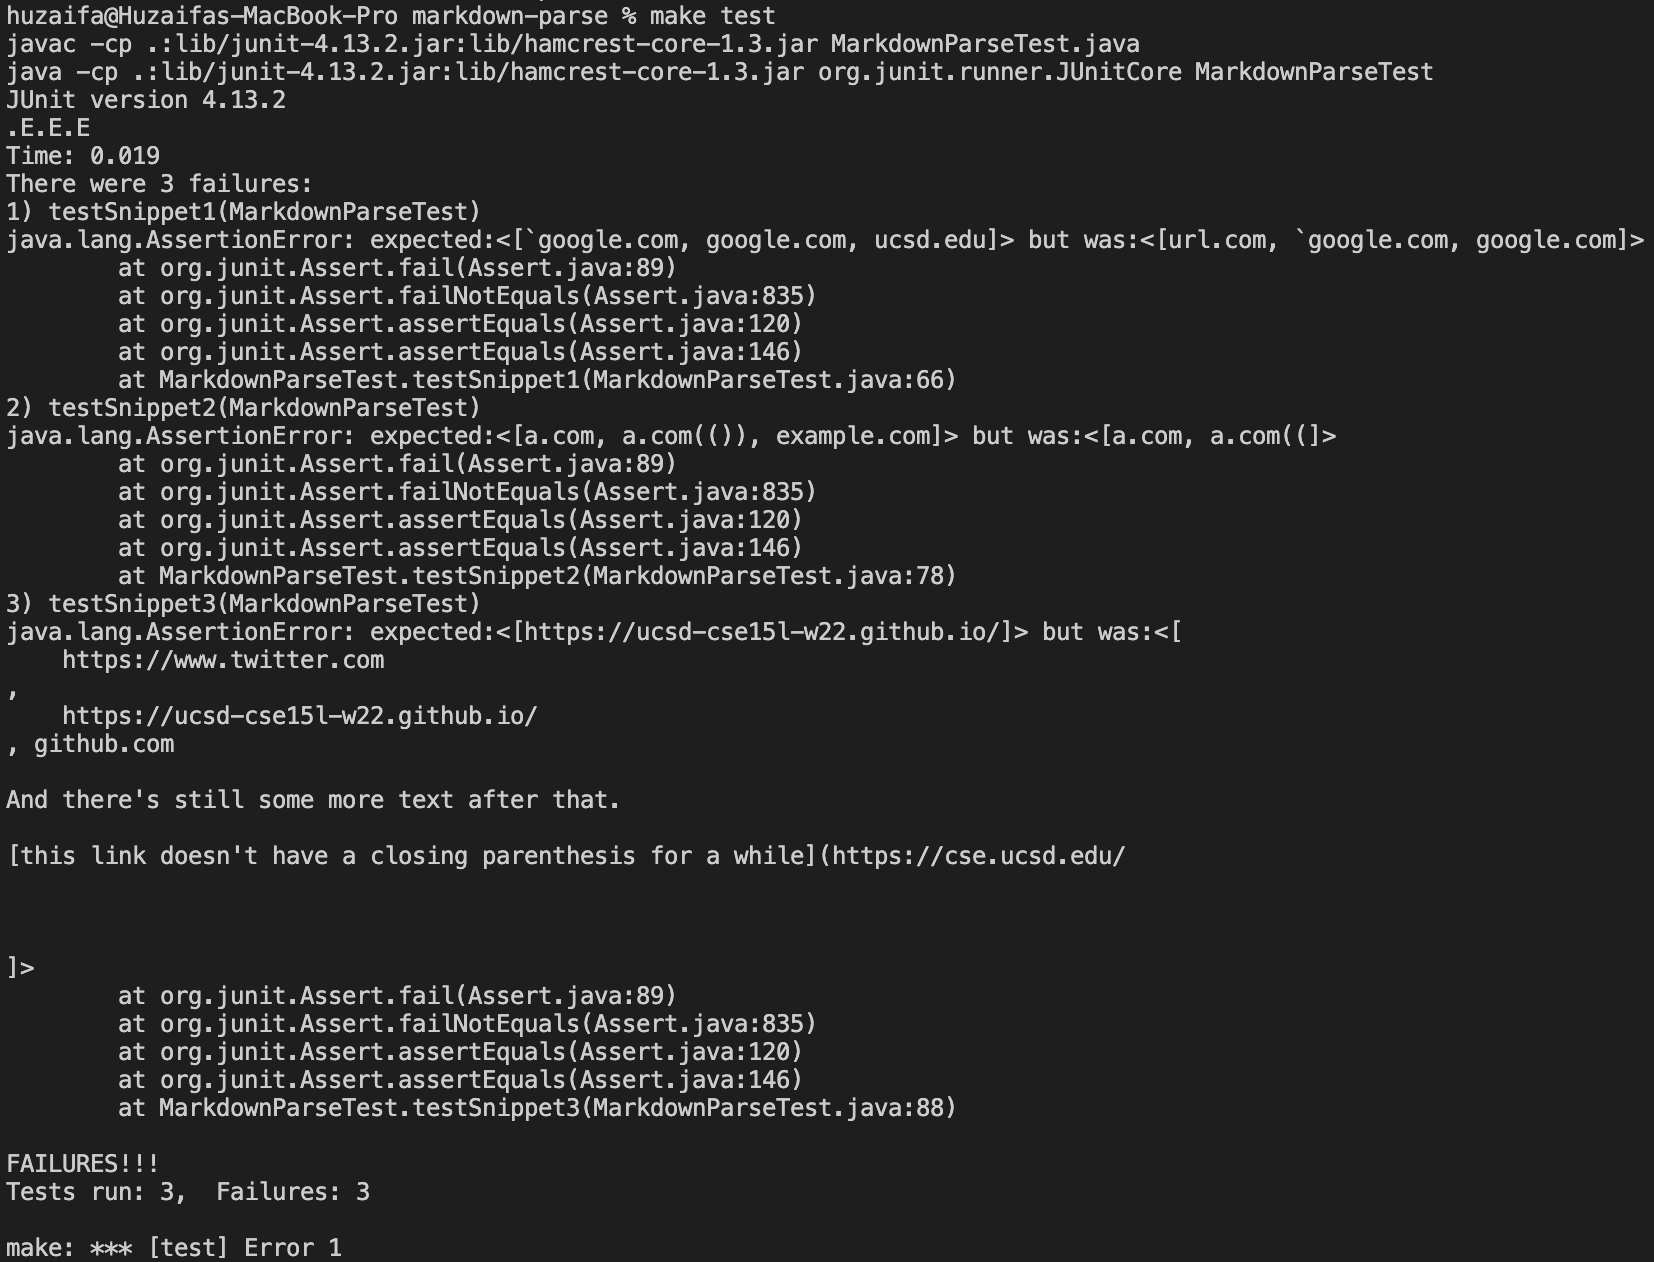 huzaifa@Huzaifas-MacBook-Pro markdown-parse % make test
javac -cp .:lib/junit-4.13.2.jar:lib/hamcrest-core-1.3.jar MarkdownParseTest.java
java -cp .:lib/junit-4.13.2.jar:lib/hamcrest-core-1.3.jar org.junit.runner.JUnitCore MarkdownParseTest
JUnit version 4.13.2
.E.E.E
Time: 0.019
There were 3 failures:
1) testSnippet1(MarkdownParseTest)
java.lang.AssertionError: expected:<[`google.com, google.com, ucsd.edu]> but was:<[url.com, `google.com, google.com]>
        at org.junit.Assert.fail(Assert.java:89)
        at org.junit.Assert.failNotEquals(Assert.java:835)
        at org.junit.Assert.assertEquals(Assert.java:120)
        at org.junit.Assert.assertEquals(Assert.java:146)
        at MarkdownParseTest.testSnippet1(MarkdownParseTest.java:66)
2) testSnippet2(MarkdownParseTest)
java.lang.AssertionError: expected:<[a.com, a.com(()), example.com]> but was:<[a.com, a.com((]>
        at org.junit.Assert.fail(Assert.java:89)
        at org.junit.Assert.failNotEquals(Assert.java:835)
        at org.junit.Assert.assertEquals(Assert.java:120)
        at org.junit.Assert.assertEquals(Assert.java:146)
        at MarkdownParseTest.testSnippet2(MarkdownParseTest.java:78)
3) testSnippet3(MarkdownParseTest)
java.lang.AssertionError: expected:<[https://ucsd-cse15l-w22.github.io/]> but was:<[
    https://www.twitter.com
,
    https://ucsd-cse15l-w22.github.io/
, github.com

And there's still some more text after that.

[this link doesn't have a closing parenthesis for a while](https://cse.ucsd.edu/



]>
        at org.junit.Assert.fail(Assert.java:89)
        at org.junit.Assert.failNotEquals(Assert.java:835)
        at org.junit.Assert.assertEquals(Assert.java:120)
        at org.junit.Assert.assertEquals(Assert.java:146)
        at MarkdownParseTest.testSnippet3(MarkdownParseTest.java:88)

FAILURES!!!
Tests run: 3,  Failures: 3

make: *** [test] Error 1